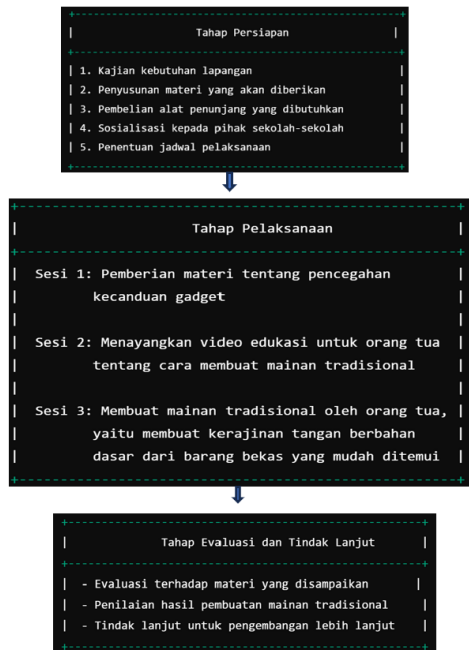 Tahap Persiapan
1. Kajian kebutuhan lapangan
2. Penyusunan materi yang akan diberikan
3. Pembelian alat penunjang yang dibutuhkan
4. Sosialisasi kepada pihak sekolah-sekolah
5. Penentuan jadwal pelaksanaan
Tahap Pelaksanaan
Sesi 1: Pemberian materi tentang pencegahan
kecanduan gadget
Sesi 2: Menayangkan video edukasi untuk orang tua
tentang cara membuat mainan tradisional
Sesi 3: Membuat mainan tradisional oleh orang tua,
yaitu membuat kerajinan tangan berbahan
dasar dari barang bekas yang mudah ditemui
Tahap Evaluasi dan Tindak Lanjut
- Evaluasi terhadap materi yang disampaikan
- Penilaian hasil pembuatan mainan tradisional
- Tindak lanjut untuk pengembangan lebih lanjut